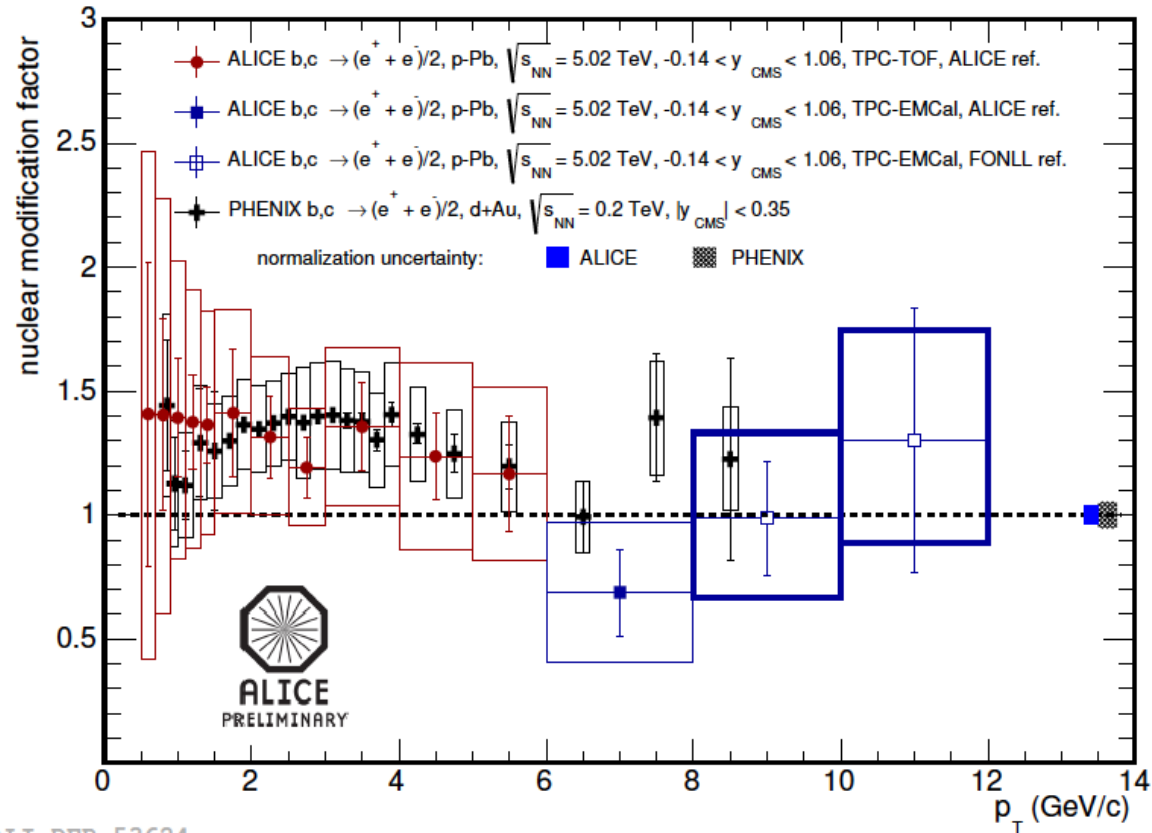 nuclear modification factor
3
2.5
2
1.5
1
0.5
ALICE b,c → (e⁺ + e⁻)/2, p-Pb, √s_NN = 5.02 TeV, -0.14 < y_CMS < 1.06, TPC-TOF, ALICE ref.
ALICE b,c → (e⁺ + e⁻)/2, p-Pb, √s_NN = 5.02 TeV, -0.14 < y_CMS < 1.06, TPC-EMCal, ALICE ref.
ALICE b,c → (e⁺ + e⁻)/2, p-Pb, √s_NN = 5.02 TeV, -0.14 < y_CMS < 1.06, TPC-EMCal, FONLL ref.
PHENIX b,c → (e⁺ + e⁻)/2, d+Au, √s_NN = 0.2 TeV, |y_CMS| < 0.35
normalization uncertainty: ALICE PHENIX
ALICE
PRELIMINARY
0 2 4 6 8 10 12 14
p_T (GeV/c)